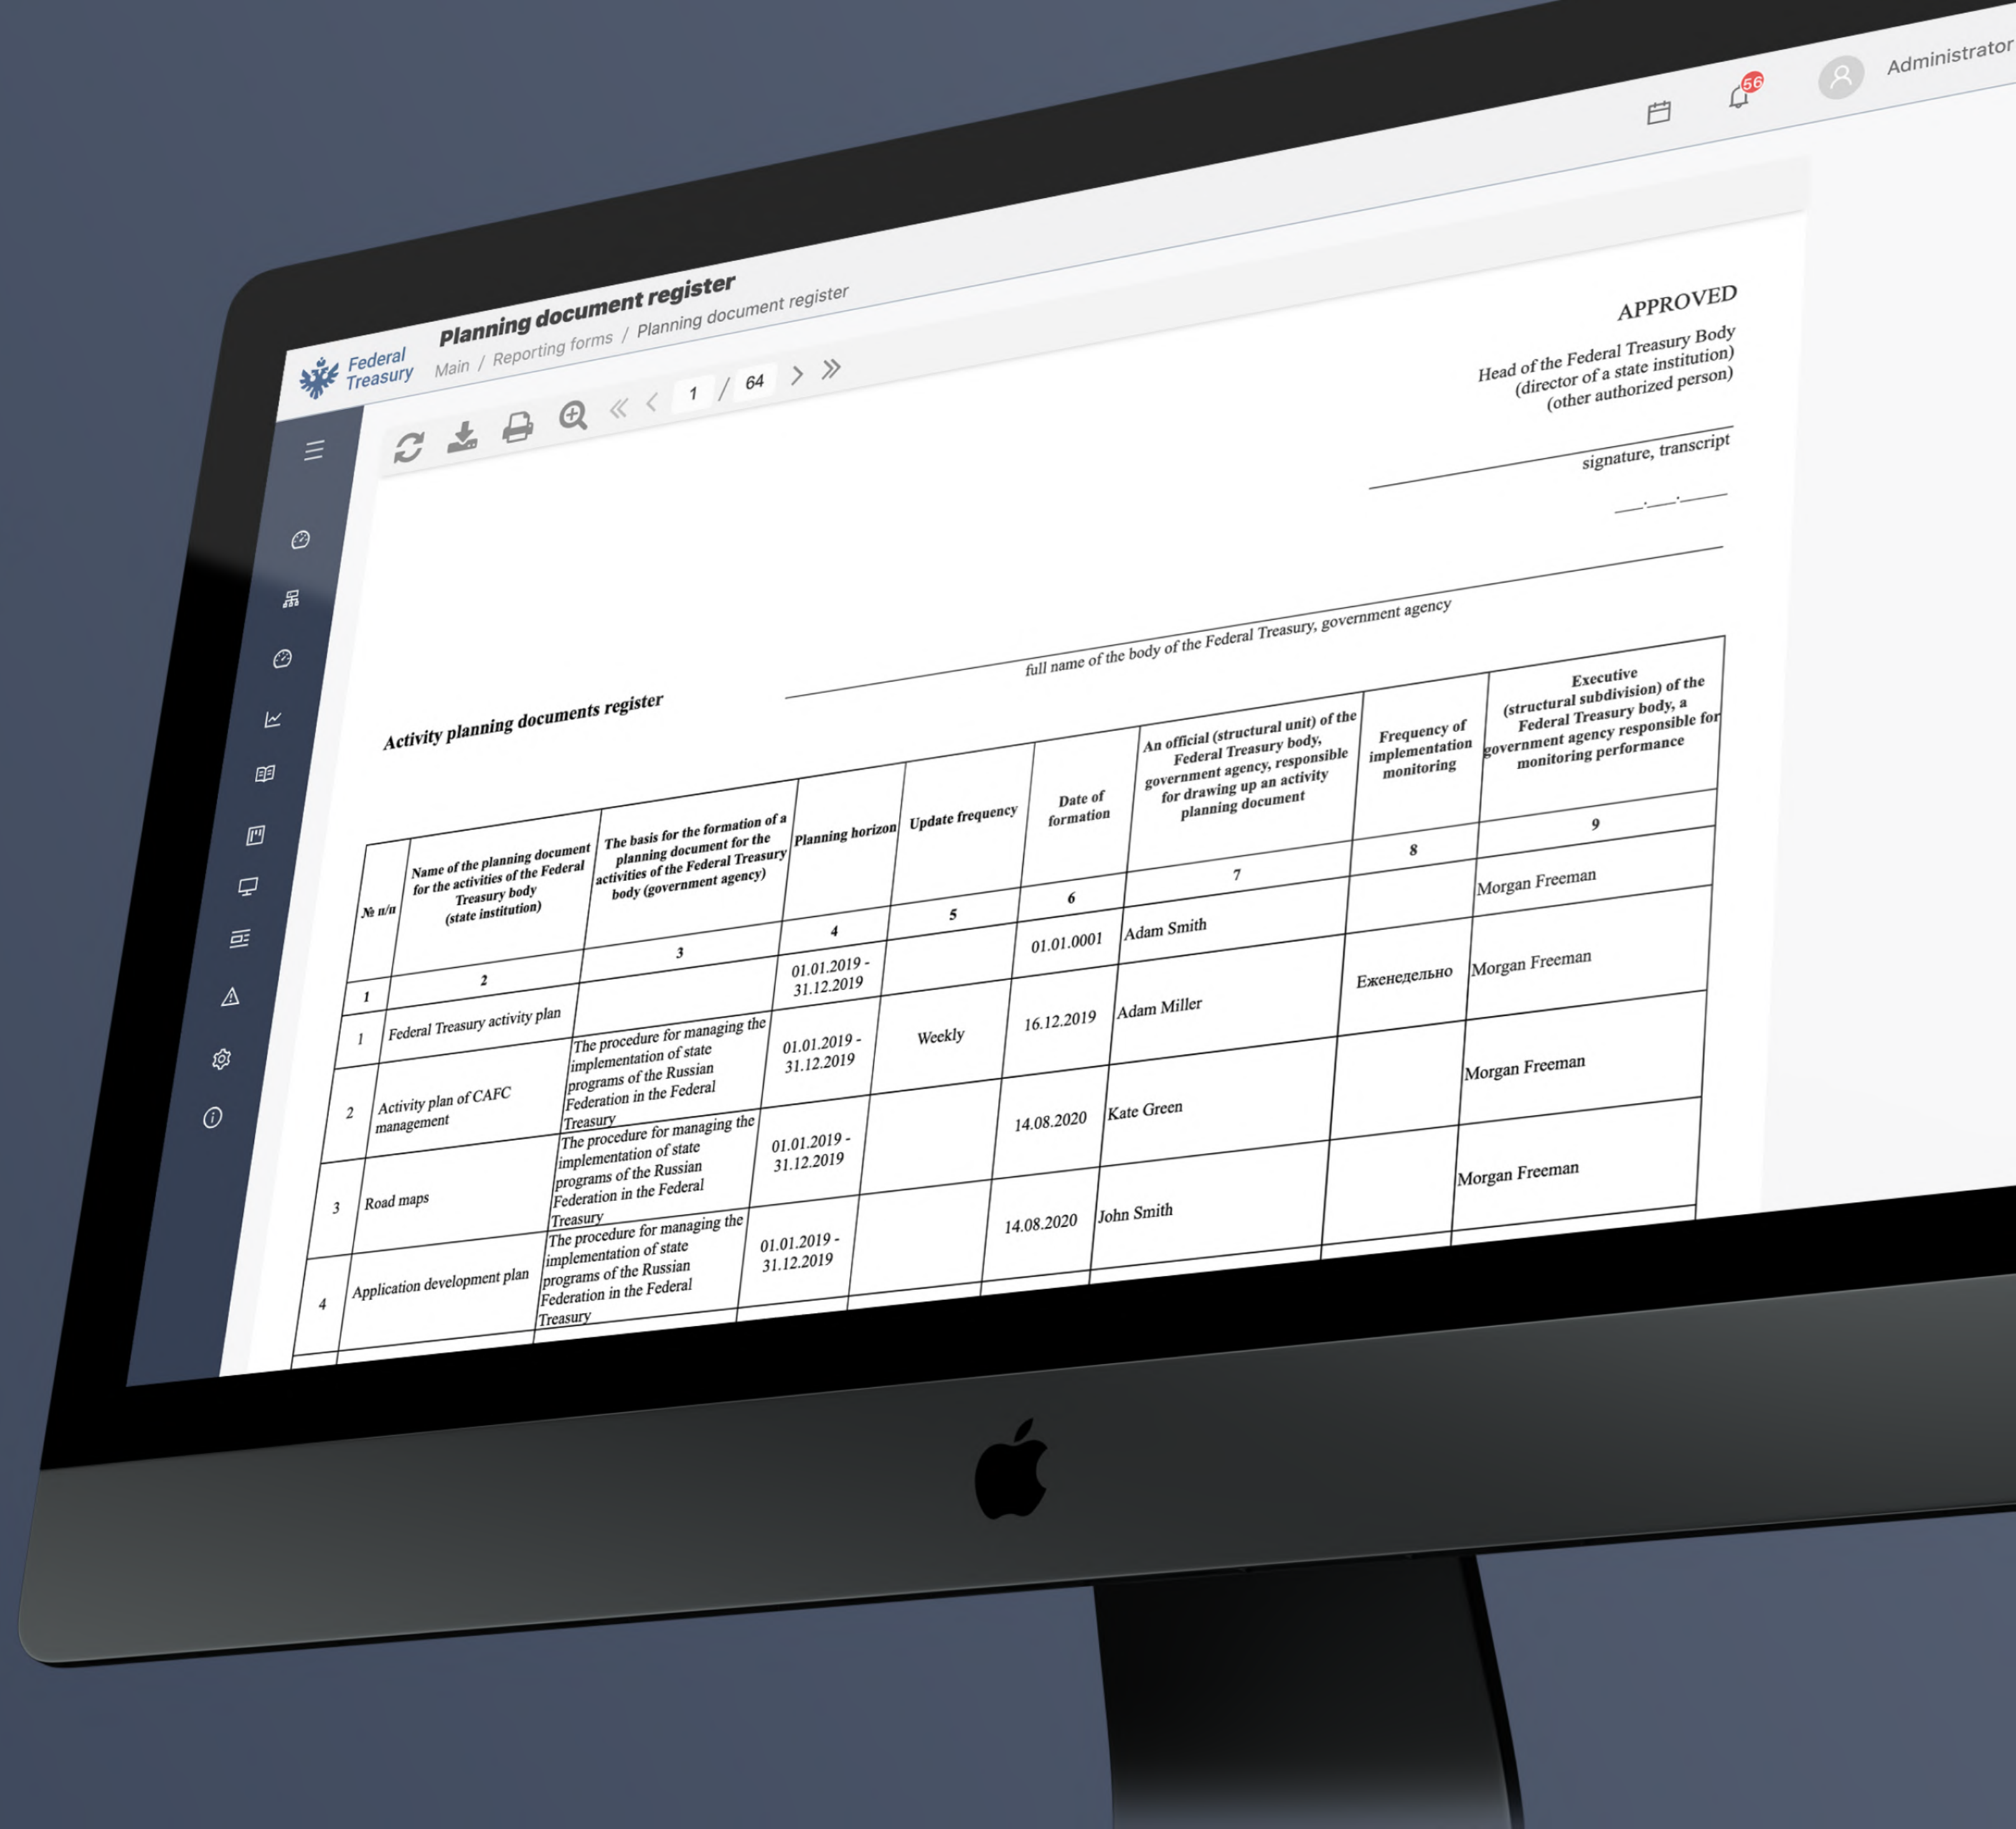 Federal
Treasury
Planning document register
Main / Reporting forms / Planning document register
56
Administrator
1 / 64
APPROVED
Head of the Federal Treasury Body
(director of a state institution)
(other authorized person)
signature, transcript
___.___._____
full name of the body of the Federal Treasury, government agency
Activity planning documents register
№ п/п
Name of the planning document
for the activities of the Federal
Treasury body
(state institution)
The basis for the formation of a
planning document for the
activities of the Federal Treasury
body (government agency)
Planning horizon
Update frequency
Date of
formation
An official (structural unit) of the
Federal Treasury body,
government agency, responsible
for drawing up an activity
planning document
Frequency of
implementation
monitoring
Executive
(structural subdivision) of the
Federal Treasury body, a
government agency responsible for
monitoring performance
1
2
3
4
5
6
7
8
9
1
Federal Treasury activity plan
01.01.2019 -
31.12.2019
01.01.0001
Adam Smith
Morgan Freeman
2
Activity plan of CAFC
management
The procedure for managing the
implementation of state
programs of the Russian
Federation in the Federal
Treasury
01.01.2019 -
31.12.2019
Weekly
16.12.2019
Adam Miller
Еженедельно
Morgan Freeman
3
Road maps
The procedure for managing the
implementation of state
programs of the Russian
Federation in the Federal
Treasury
01.01.2019 -
31.12.2019
14.08.2020
Kate Green
Morgan Freeman
4
Application development plan
The procedure for managing the
implementation of state
programs of the Russian
Federation in the Federal
Treasury
01.01.2019 -
31.12.2019
14.08.2020
John Smith
Morgan Freeman